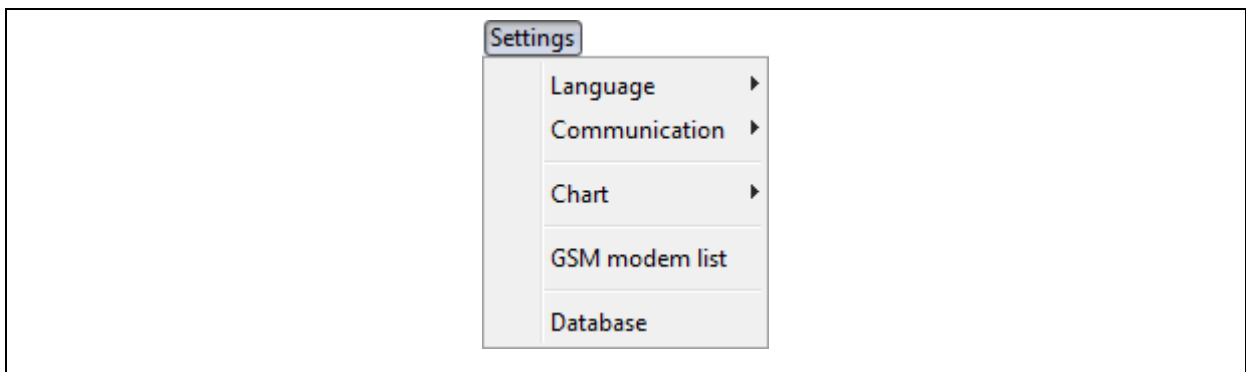 Settings
Language
Communication
Chart
GSM modem list
Database